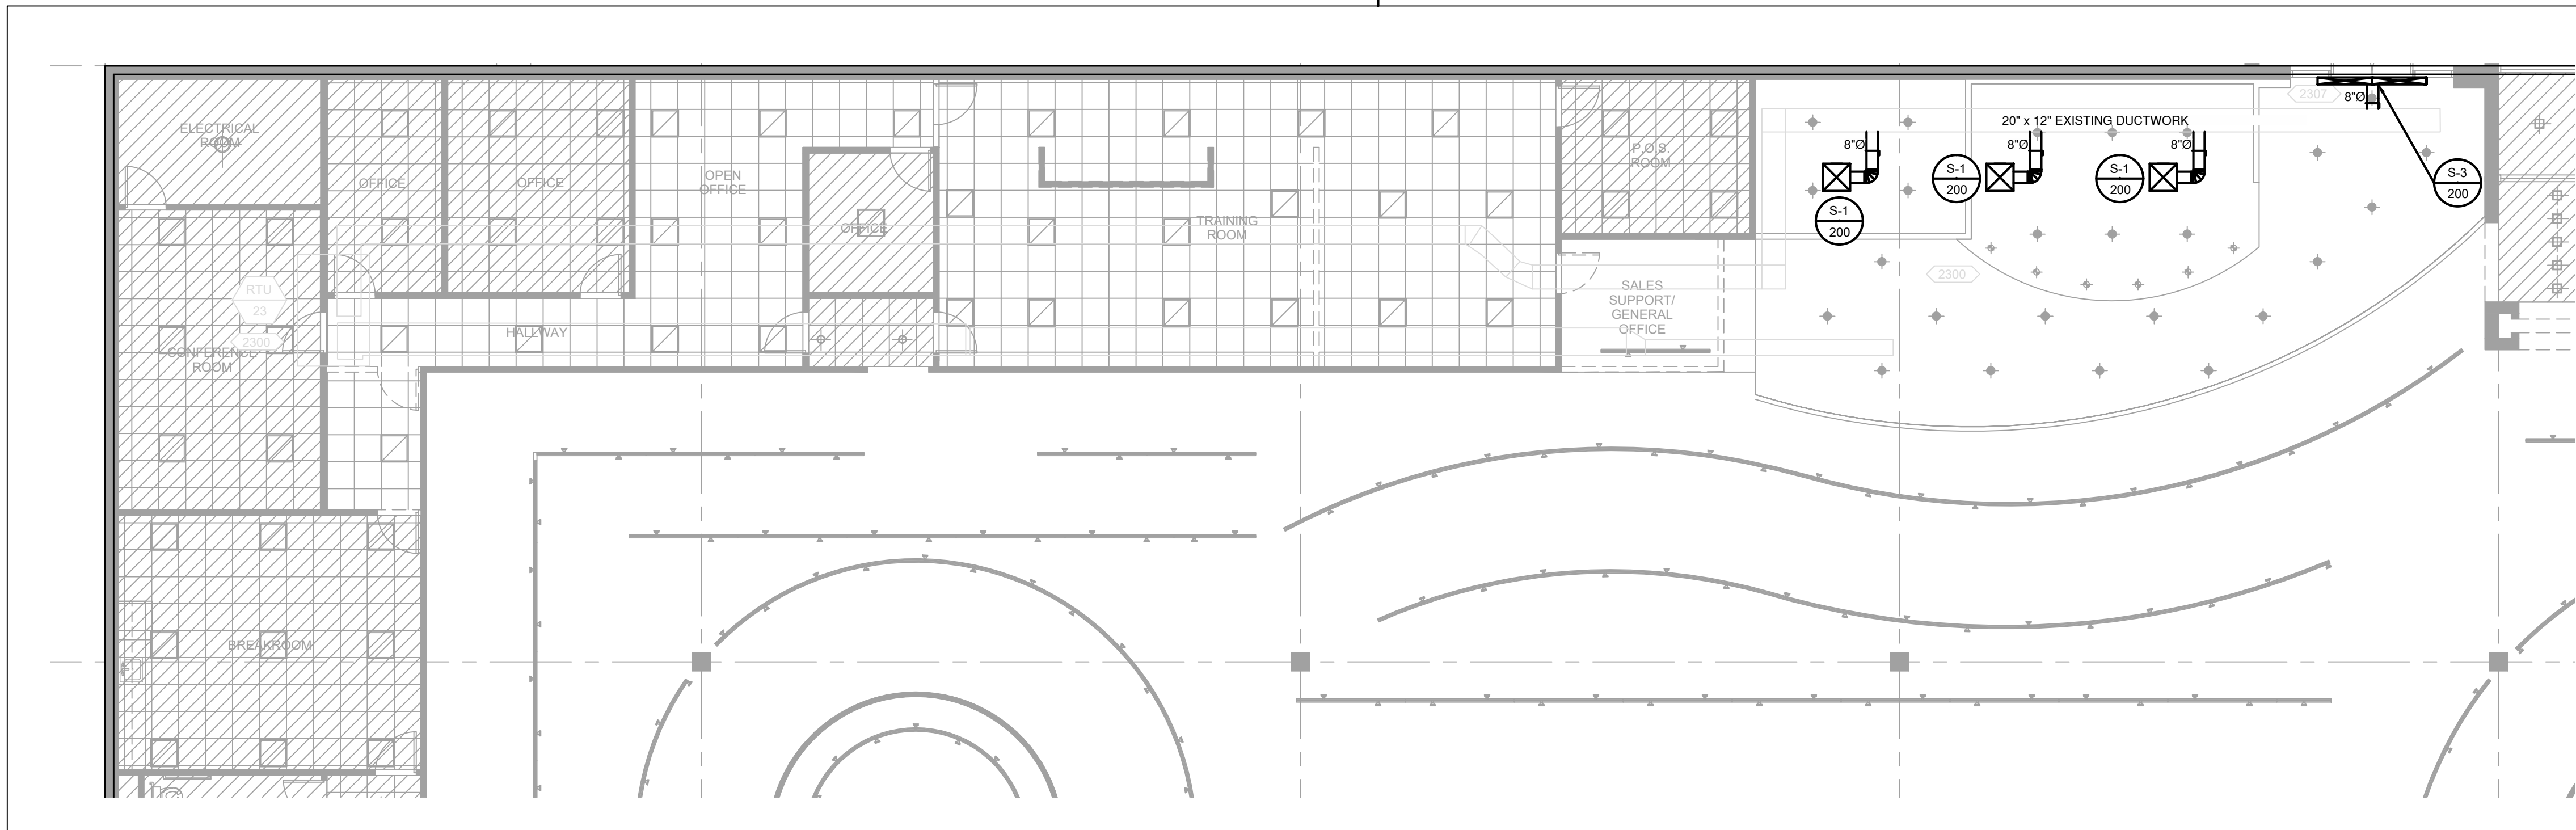 ELECTRICAL
ROOM
OFFICE
OFFICE
OPEN
OFFICE
OFFICE
TRAINING
ROOM
P.O.S.
ROOM
SALES
SUPPORT/
GENERAL
OFFICE
HALLWAY
RTU
23
2300
CONFERENCE
ROOM
BREAKROOM
20" x 12" EXISTING DUCTWORK
8"Ø
8"Ø
8"Ø
8"Ø
S-1
200
S-1
200
S-1
200
S-3
200
2307
2300